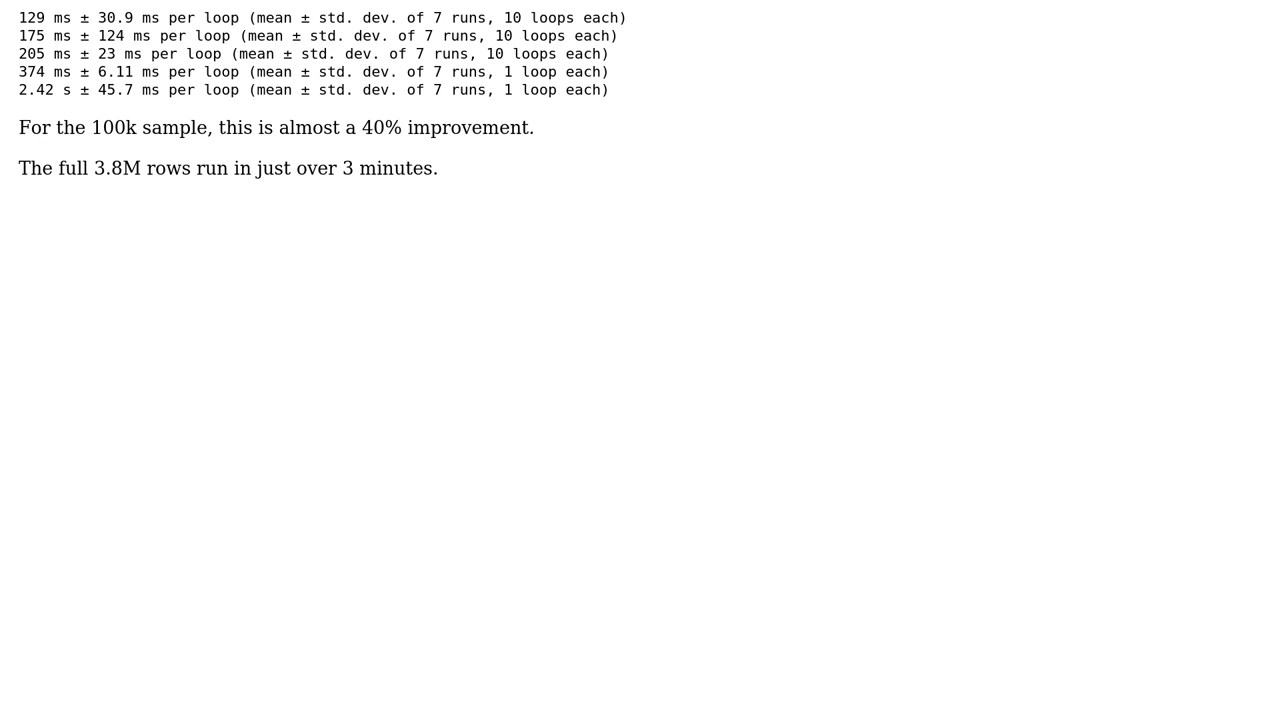 129 ms ± 30.9 ms per loop (mean ± std. dev. of 7 runs, 10 loops each)
175 ms ± 124 ms per loop (mean ± std. dev. of 7 runs, 10 loops each)
205 ms ± 23 ms per loop (mean ± std. dev. of 7 runs, 10 loops each)
374 ms ± 6.11 ms per loop (mean ± std. dev. of 7 runs, 1 loop each)
2.42 s ± 45.7 ms per loop (mean ± std. dev. of 7 runs, 1 loop each)
For the 100k sample, this is almost a 40% improvement.
The full 3.8M rows run in just over 3 minutes.